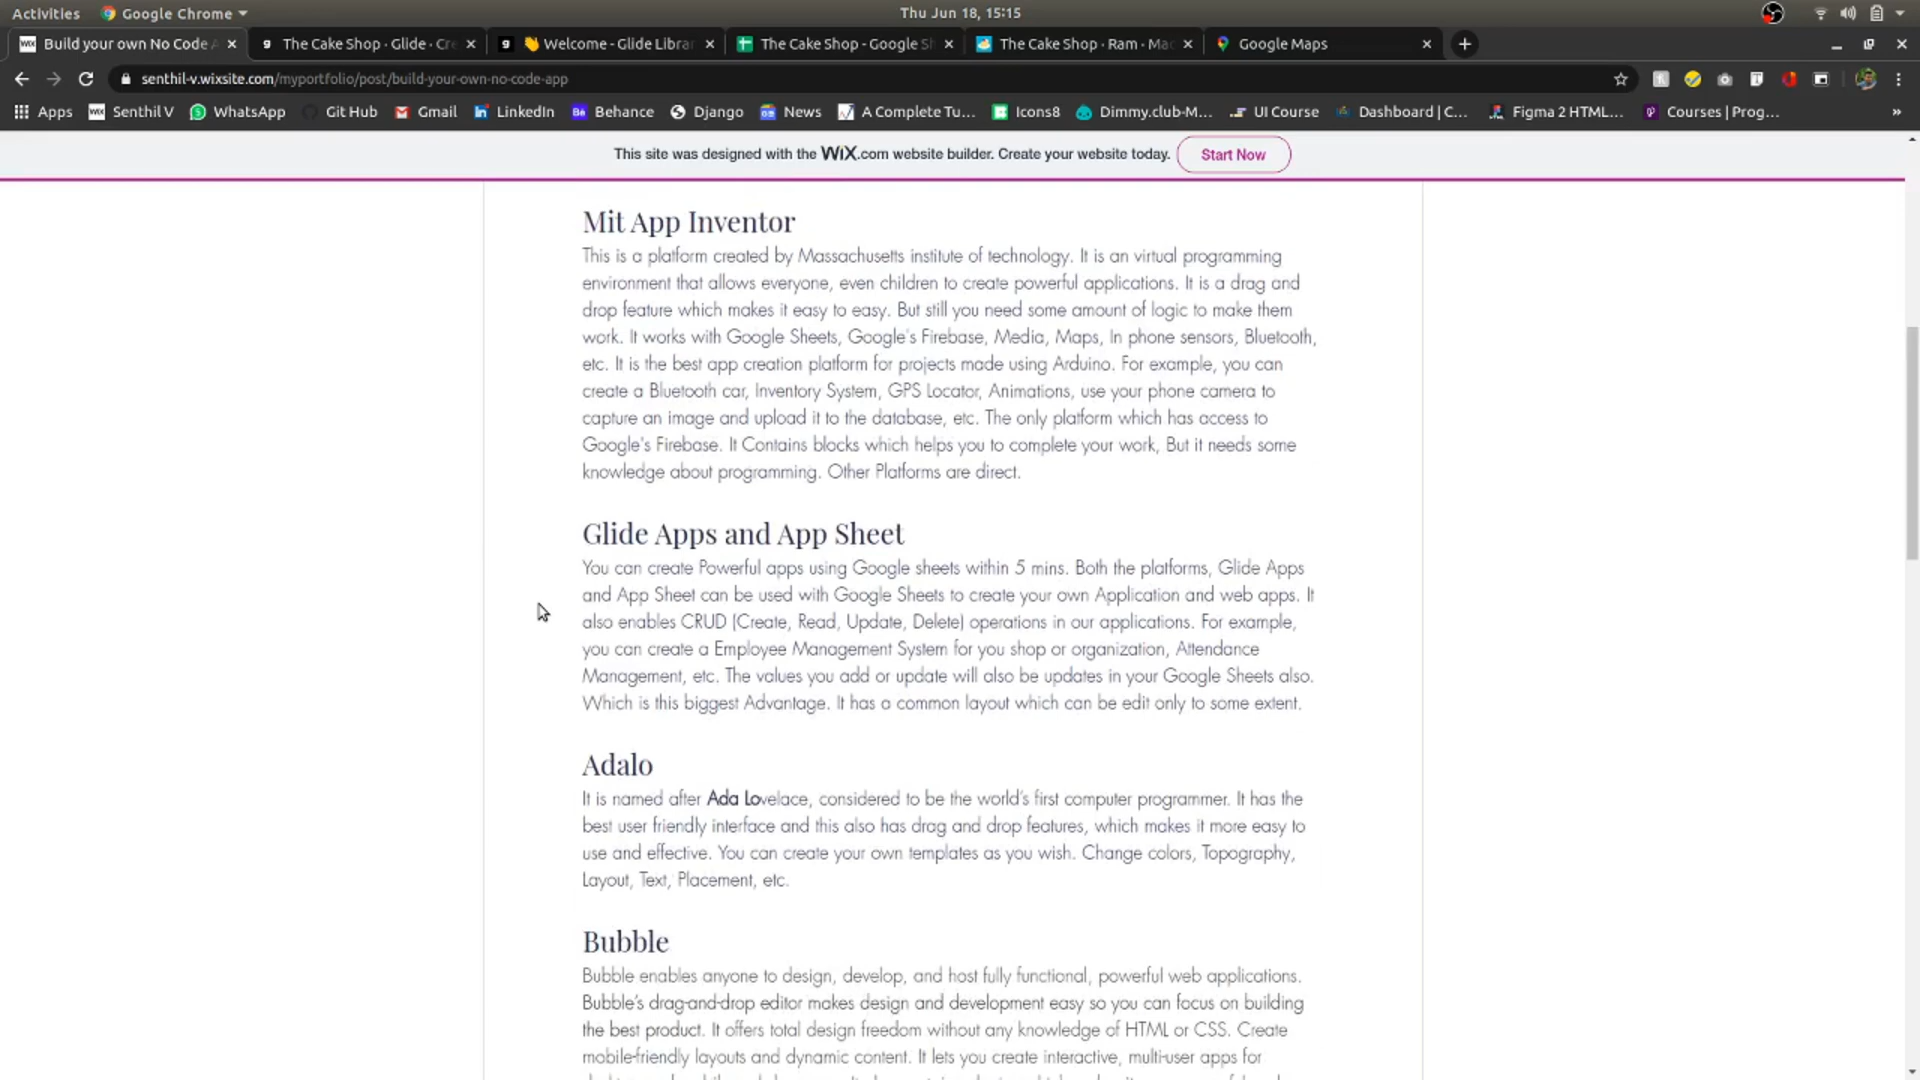 Activities Google Chrome Thu Jun 18, 15:15
Build your own No Code A The Cake Shop · Glide · Cre Welcome - Glide Librar The Cake Shop - Google Sh The Cake Shop · Ram · Mac Google Maps
senthil-v.wixsite.com/myportfolio/post/build-your-own-no-code-app
Apps Senthil V WhatsApp Git Hub Gmail LinkedIn Behance Django News A Complete Tu... Icons8 Dimmy.club-M... UI Course Dashboard | C... Figma 2 HTML... Courses | Prog... »
This site was designed with the WiX.com website builder. Create your website today. Start Now
Mit App Inventor
This is a platform created by Massachusetts institute of technology. It is an virtual programming
environment that allows everyone, even children to create powerful applications. It is a drag and
drop feature which makes it easy to easy. But still you need some amount of logic to make them
work. It works with Google Sheets, Google's Firebase, Media, Maps, In phone sensors, Bluetooth,
etc. It is the best app creation platform for projects made using Arduino. For example, you can
create a Bluetooth car, Inventory System, GPS Locator, Animations, use your phone camera to
capture an image and upload it to the database, etc. The only platform which has access to
Google's Firebase. It Contains blocks which helps you to complete your work, But it needs some
knowledge about programming. Other Platforms are direct.
Glide Apps and App Sheet
You can create Powerful apps using Google sheets within 5 mins. Both the platforms, Glide Apps
and App Sheet can be used with Google Sheets to create your own Application and web apps. It
also enables CRUD (Create, Read, Update, Delete) operations in our applications. For example,
you can create a Employee Management System for you shop or organization, Attendance
Management, etc. The values you add or update will also be updates in your Google Sheets also.
Which is this biggest Advantage. It has a common layout which can be edit only to some extent.
Adalo
It is named after Ada Lovelace, considered to be the world's first computer programmer. It has the
best user friendly interface and this also has drag and drop features, which makes it more easy to
use and effective. You can create your own templates as you wish. Change colors, Topography,
Layout, Text, Placement, etc.
Bubble
Bubble enables anyone to design, develop, and host fully functional, powerful web applications.
Bubble's drag-and-drop editor makes design and development easy so you can focus on building
the best product. It offers total design freedom without any knowledge of HTML or CSS. Create
mobile-friendly layouts and dynamic content. It lets you create interactive, multi-user apps for